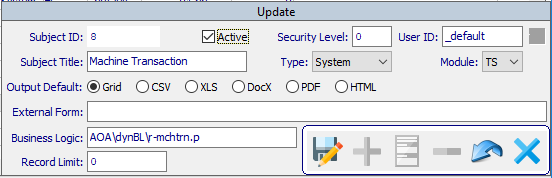 Update
Subject ID: 8 Active Security Level: 0 User ID: _default
Subject Title: Machine Transaction Type: System Module: TS
Output Default: Grid CSV XLS DocX PDF HTML
External Form:
Business Logic: AOA\dynBL\r-mchtrn.p
Record Limit: 0